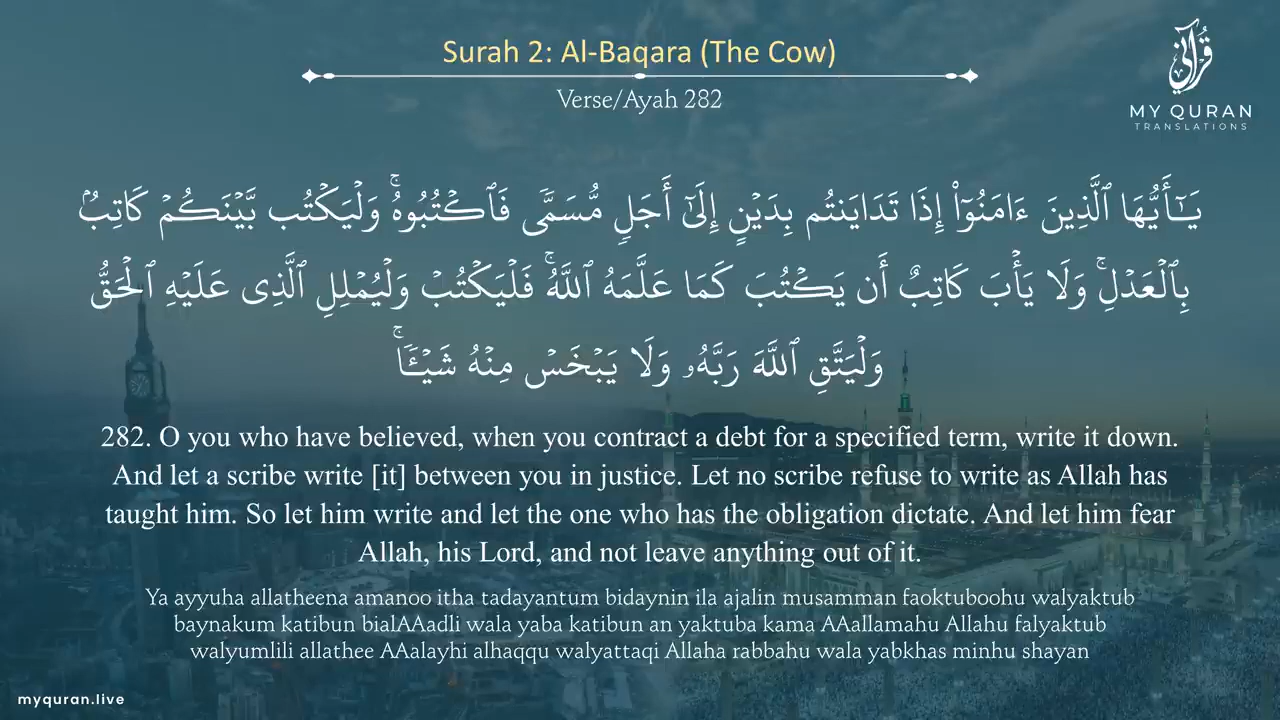 Surah 2: Al-Baqara (The Cow)
Verse/Ayah 282
قرآني
MY QURAN
TRANSLATIONS
يَـٰٓأَيُّهَا ٱلَّذِينَ ءَامَنُوٓا۟ إِذَا تَدَايَنتُم بِدَيْنٍ إِلَىٰٓ أَجَلٍ مُّسَمًّى فَٱكْتُبُوهُ ۚ وَلْيَكْتُب بَّيْنَكُمْ كَاتِبٌۢ
بِٱلْعَدْلِ ۚ وَلَا يَأْبَ كَاتِبٌ أَن يَكْتُبَ كَمَا عَلَّمَهُ ٱللَّهُ ۚ فَلْيَكْتُبْ وَلْيُمْلِلِ ٱلَّذِى عَلَيْهِ ٱلْحَقُّ
وَلْيَتَّقِ ٱللَّهَ رَبَّهُۥ وَلَا يَبْخَسْ مِنْهُ شَيْـًٔا ۚ
282. O you who have believed, when you contract a debt for a specified term, write it down.
And let a scribe write [it] between you in justice. Let no scribe refuse to write as Allah has
taught him. So let him write and let the one who has the obligation dictate. And let him fear
Allah, his Lord, and not leave anything out of it.
Ya ayyuha allatheena amanoo itha tadayantum bidaynin ila ajalin musamman faoktuboohu walyaktub
baynakum katibun bialAAadli wala yaba katibun an yaktuba kama AAallamahu Allahu falyaktub
walyumlili allathee AAalayhi alhaqqu walyattaqi Allaha rabbahu wala yabkhas minhu shayan
myquran.live